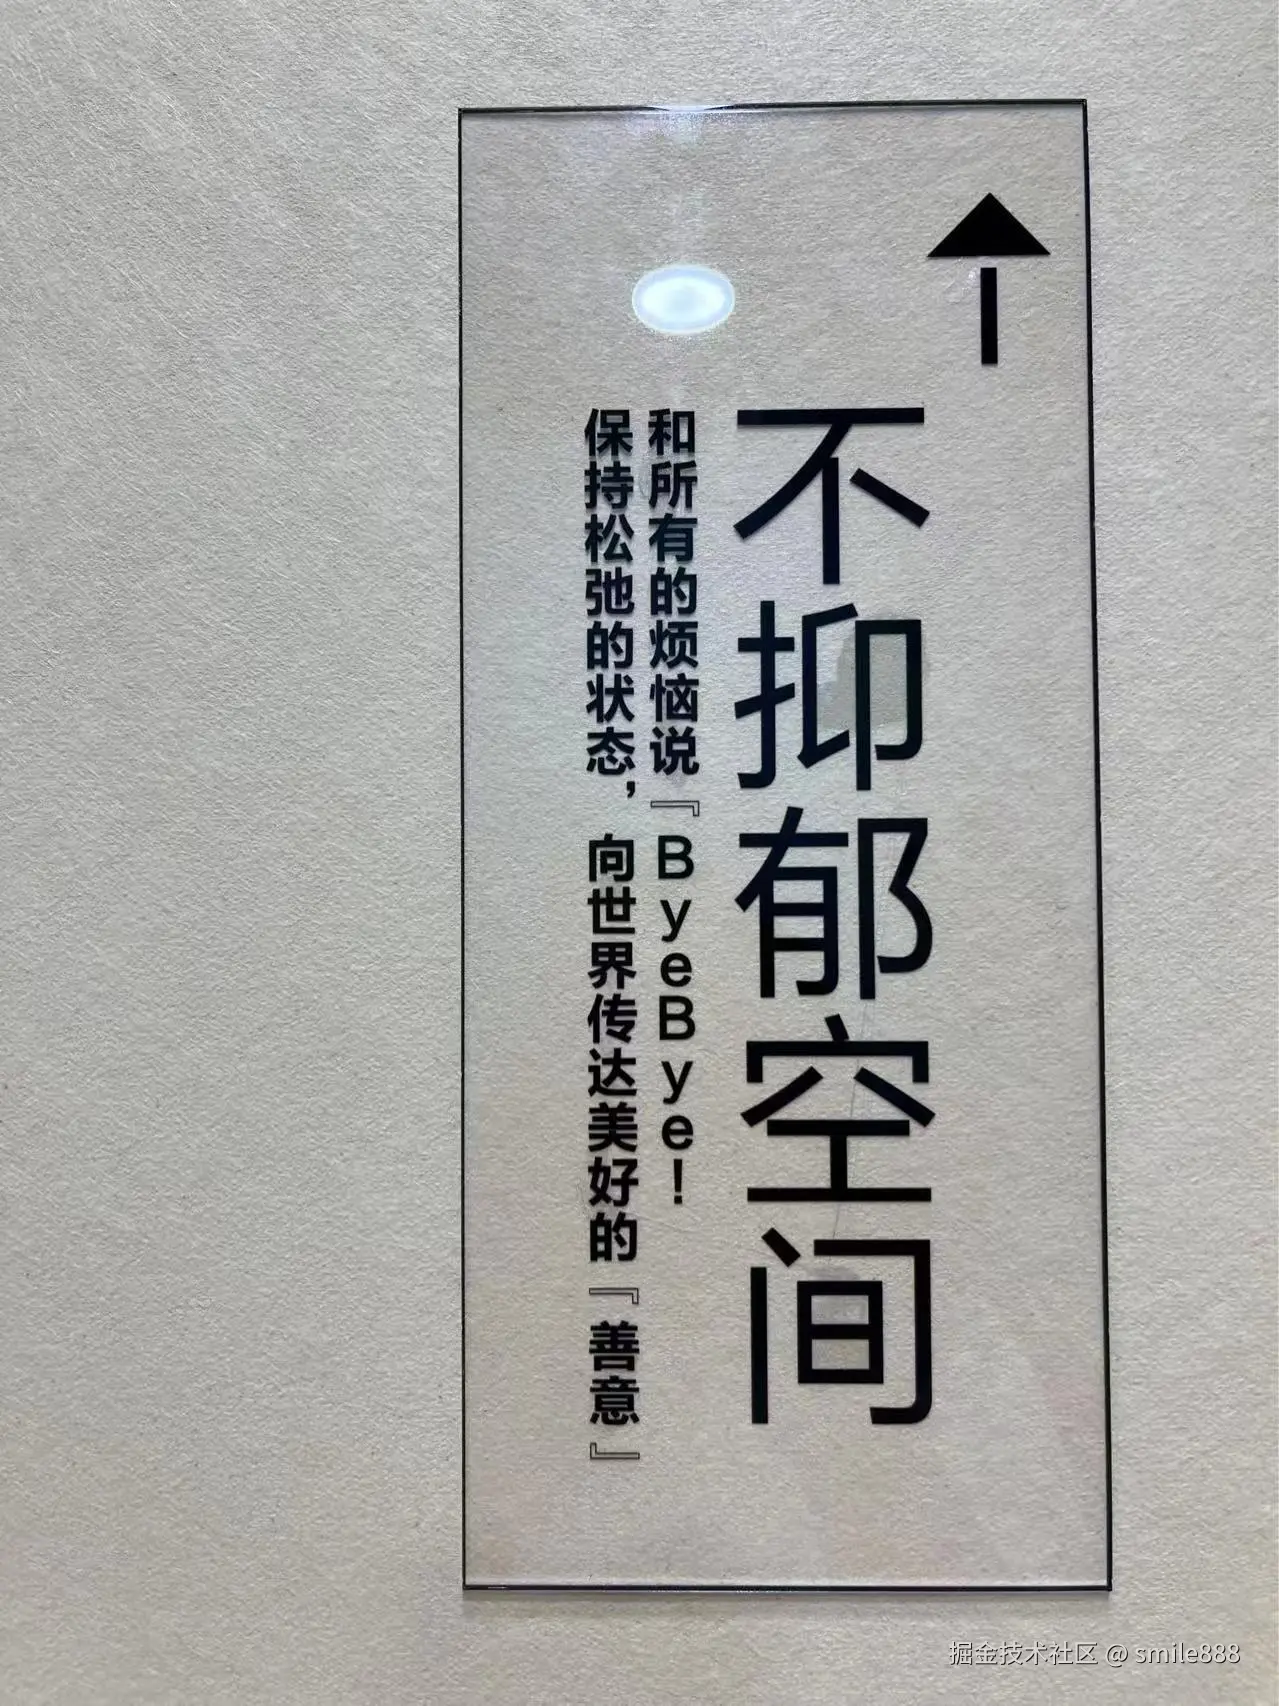 不抑郁空间
和所有的烦恼说『ByeBye!
保持松弛的状态，向世界传达美好的『善意』
掘金技术社区 @ smile888